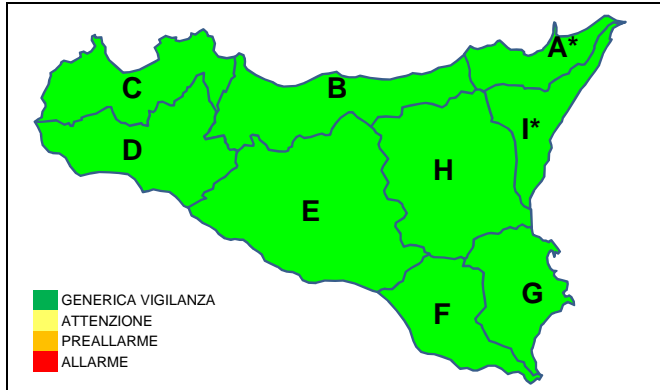 A*
B
C
I*
D
H
E
G
F
GENERICA VIGILANZA
ATTENZIONE
PREALLARME
ALLARME